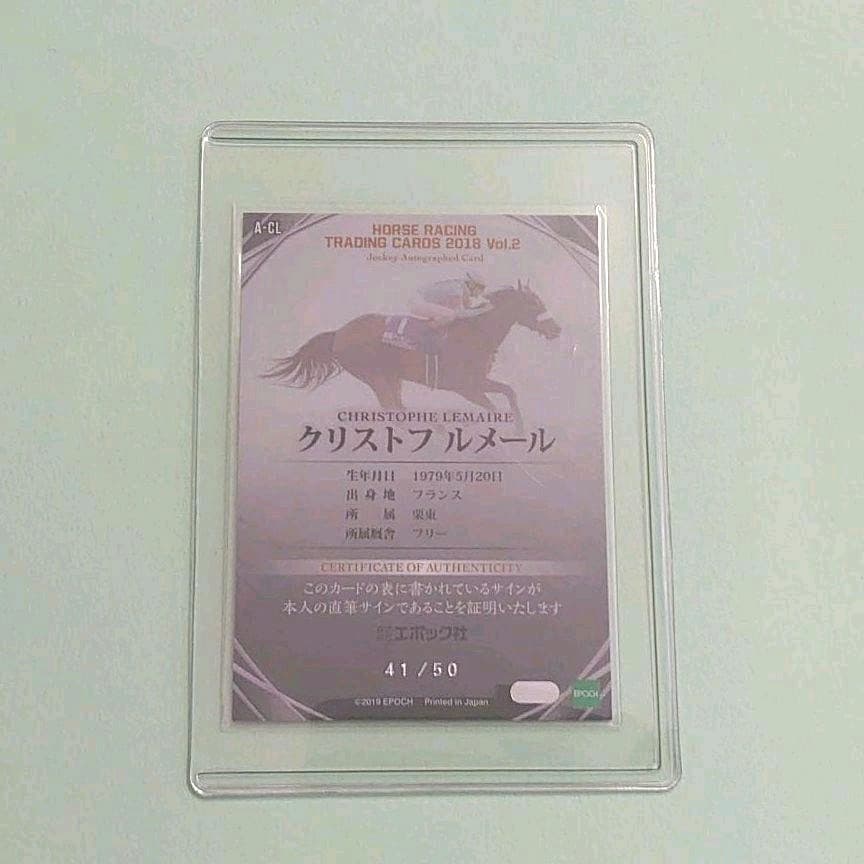 A-CL
HORSE RACING
TRADING CARDS 2018 Vol.2
Jockey Autographed Card
1
CHRISTOPHE LEMAIRE
クリストフ ルメール
生年月日 1979年5月20日
出身地 フランス
所属 栗東
所属厩舎 フリー
CERTIFICATE OF AUTHENTICITY
このカードの表に書かれているサインが
本人の直筆サインであることを証明いたします
株式会社エポック社
41/50
EPOCH
©2019 EPOCH Printed in Japan